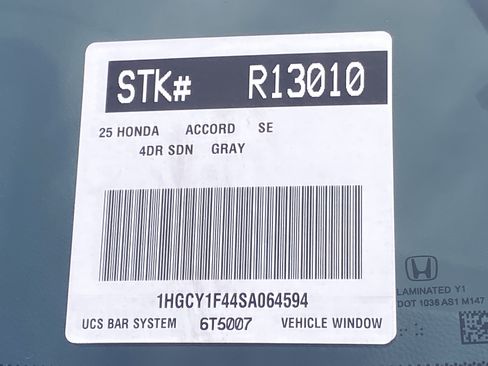 STK# R13010
25 HONDA ACCORD SE
4DR SDN GRAY
1HGCY1F44SA064594
UCS BAR SYSTEM 6T5007 VEHICLE WINDOW
LAMINATED Y1
DOT 1036 AS1 M147